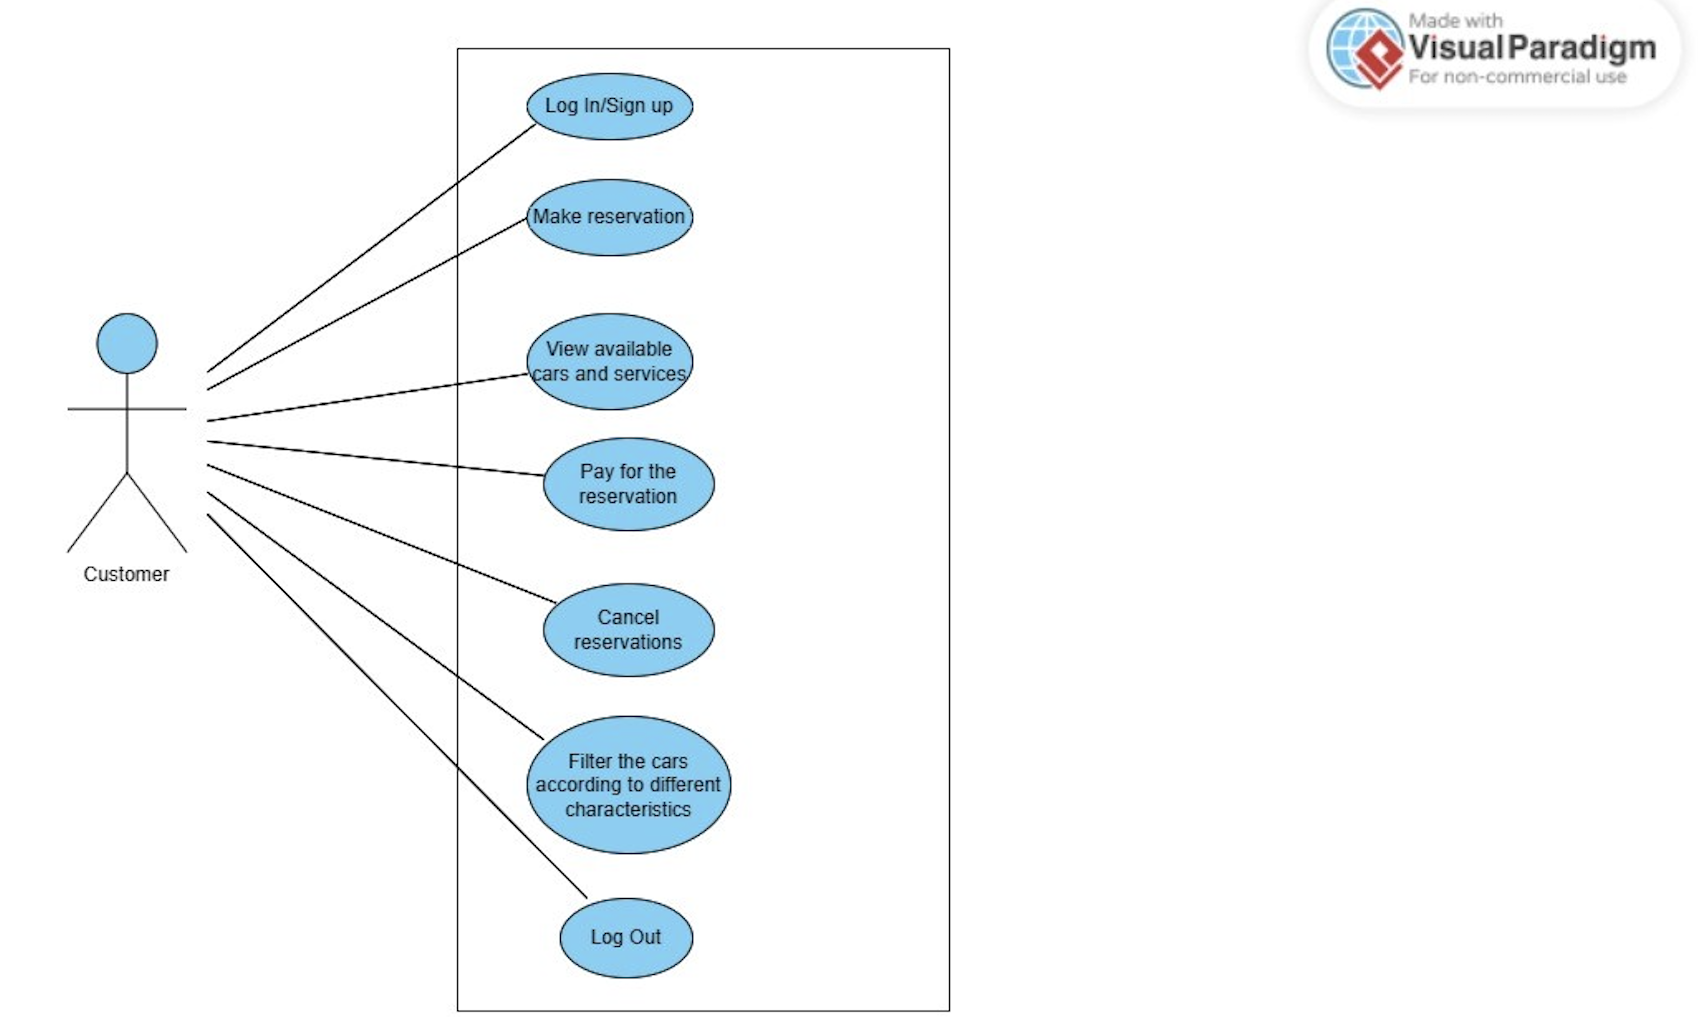 Made with
Visual Paradigm
For non-commercial use
Log In/Sign up
Make reservation
View available
cars and services
Pay for the
reservation
Customer
Cancel
reservations
Filter the cars
according to different
characteristics
Log Out